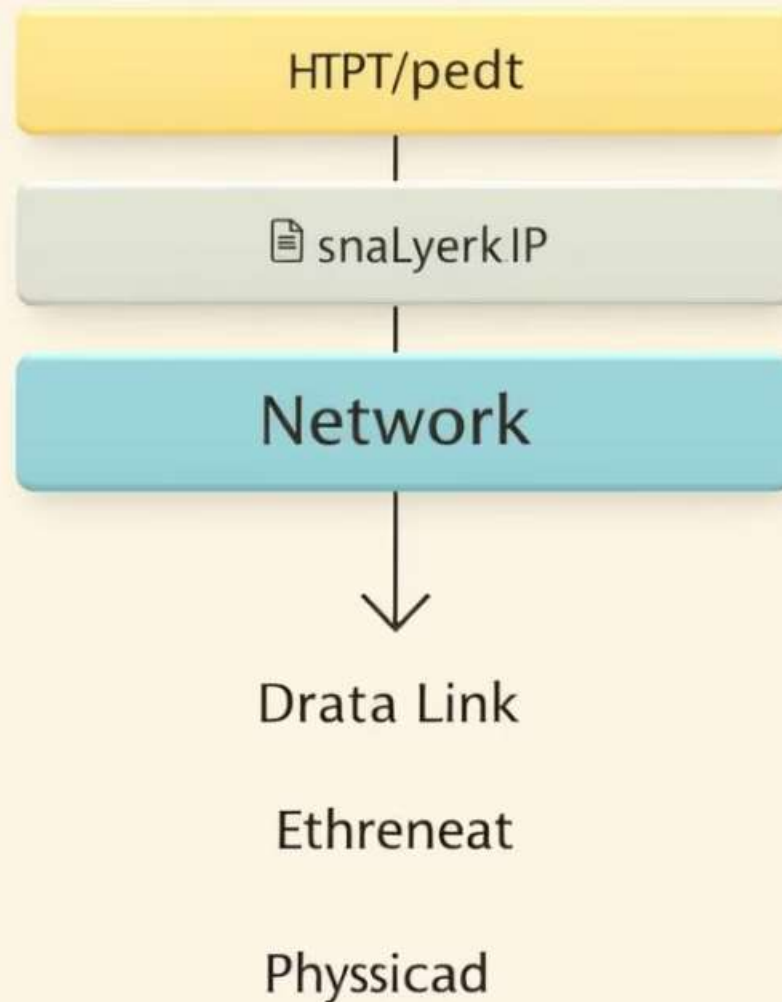 HTPT/pedt
snaLyerk.IP
Network
Drata Link
Ethreneat
Physsicad